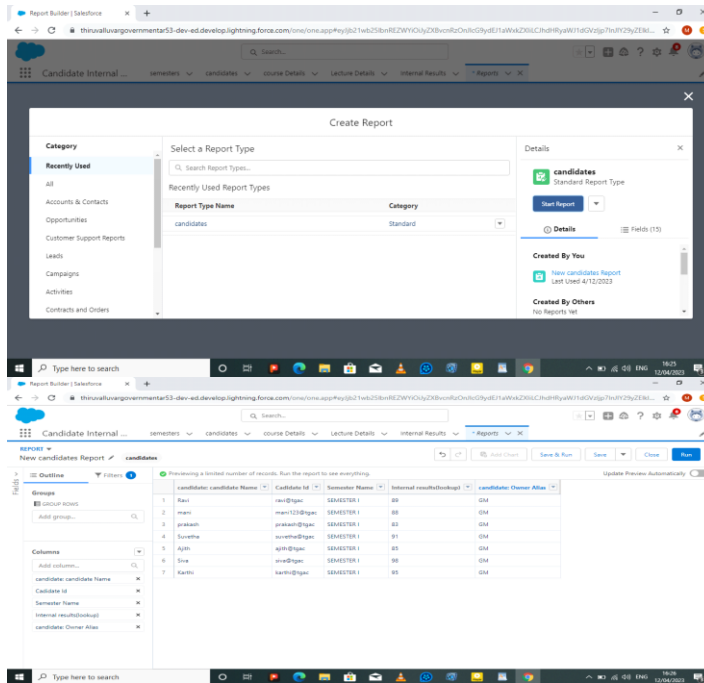 Report Builder | Salesforce
thiruvalluvargovernmentar53-dev-ed.develop.lightning.force.com/one/one.app
Search...
Candidate Internal ... semesters candidates course Details Lecture Details Internal Results * Reports
Create Report
Category
Recently Used
All
Accounts & Contacts
Opportunities
Customer Support Reports
Leads
Campaigns
Activities
Contracts and Orders
Select a Report Type
Search Report Types...
Recently Used Report Types
Report Type Name Category
candidates Standard
Details
candidates
Standard Report Type
Start Report
Details Fields (15)
Created By You
New candidates Report
Last Used 4/12/2023
Created By Others
No Reports Yet
Type here to search ENG 16:25
12/04/2023
Report Builder | Salesforce
thiruvalluvargovernmentar53-dev-ed.develop.lightning.force.com/one/one.app
Search...
Candidate Internal ... semesters candidates course Details Lecture Details Internal Results * Reports
REPORT
New candidates Report candidates
Add Chart Save & Run Save Close Run
Fields
Outline Filters 1
Groups
GROUP ROWS
Add group...
Columns
Add column...
candidate: candidate Name
Cadidate Id
Semester Name
Internal results(lookup)
candidate: Owner Alias
Previewing a limited number of records. Run the report to see everything. Update Preview Automatically
candidate: candidate Name Cadidate Id Semester Name Internal results(lookup) candidate: Owner Alias
1 Ravi ravi@tgac SEMESTER I 89 GM
2 mani mani123@tgac SEMESTER I 88 GM
3 prakash prakash@tgac SEMESTER I 83 GM
4 Suvetha suvetha@tgac SEMESTER I 91 GM
5 Ajith ajith@tgac SEMESTER I 85 GM
6 Siva siva@tgac SEMESTER I 98 GM
7 Karthi karthi@tgac SEMESTER I 95 GM
Type here to search ENG 16:26
12/04/2023